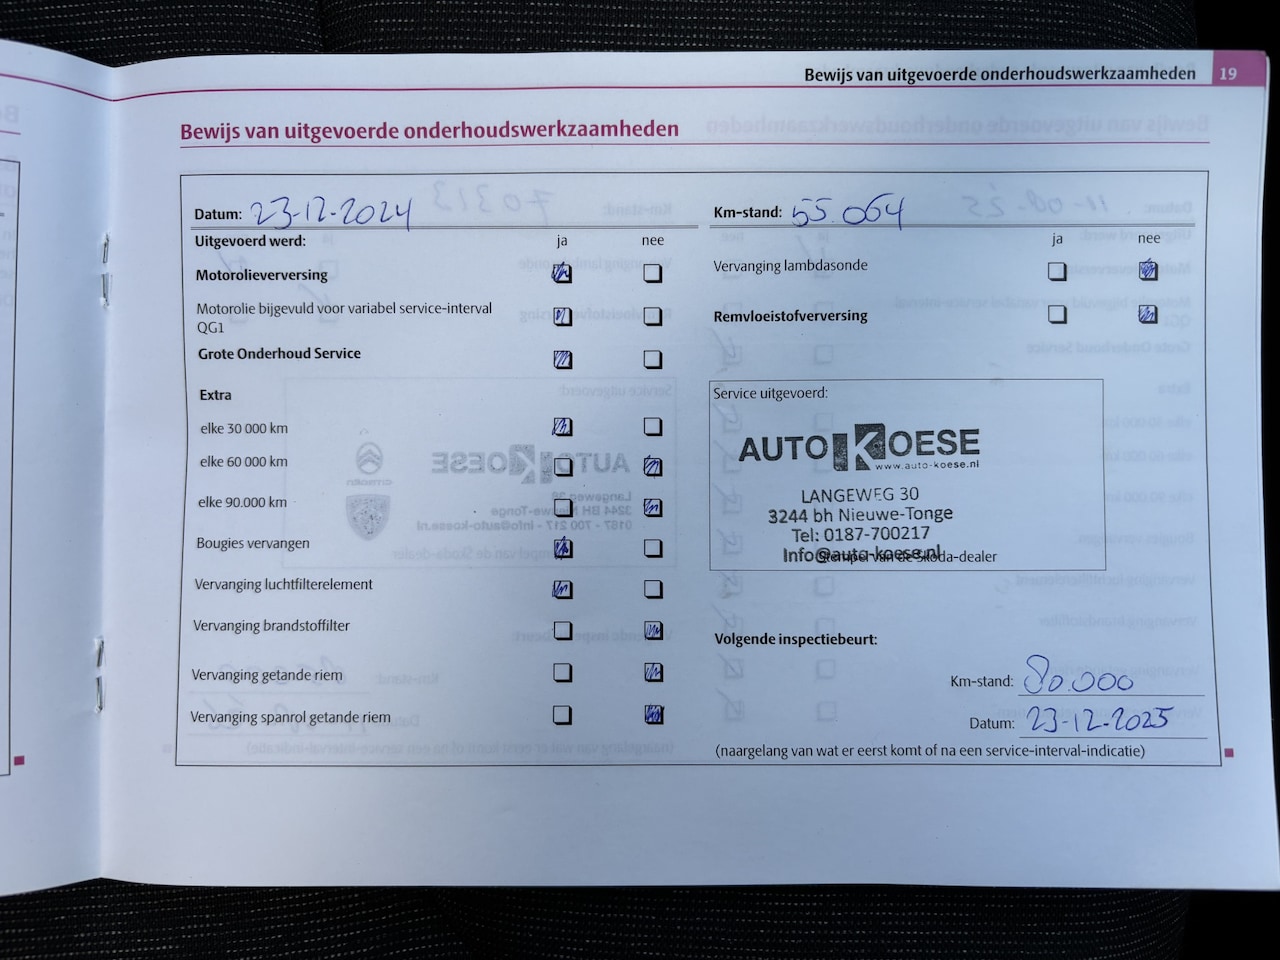 Bewijs van uitgevoerde onderhoudswerkzaamheden 19
Bewijs van uitgevoerde onderhoudswerkzaamheden
Datum: 23-12-2024
Km-stand: 55.064
Uitgevoerd werd: ja nee
Motorolieverversing
Motorolie bijgevuld voor variabel service-interval
QG1
Grote Onderhoud Service
Extra
elke 30 000 km
elke 60 000 km
elke 90.000 km
Bougies vervangen
Vervanging luchtfilterelement
Vervanging brandstoffilter
Vervanging getande riem
Vervanging spanrol getande riem
ja nee
Vervanging lambdasonde
Remvloeistofverversing
Service uitgevoerd:
AUTO KOESE
www.auto-koese.nl
LANGEWEG 30
3244 bh Nieuwe-Tonge
Tel: 0187-700217
Info@auto-koese.nl
Stempel van de Skoda-dealer
Volgende inspectiebeurt:
Km-stand: 80.000
Datum: 23-12-2025
(naargelang van wat er eerst komt of na een service-interval-indicatie)